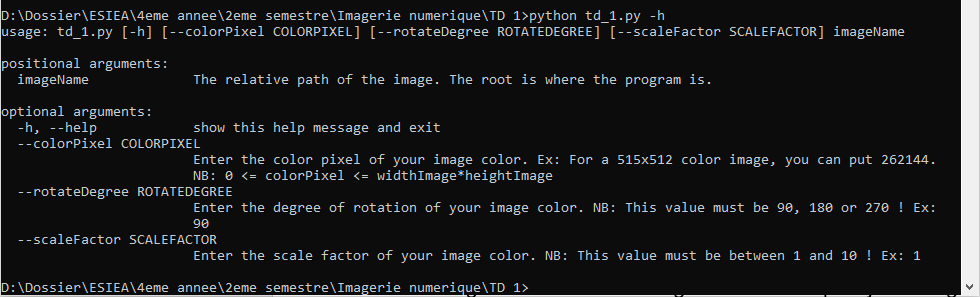 D:\Dossier\ESIEA\4eme annee\2eme semestre\Imagerie numerique\TD 1>python td_1.py -h
usage: td_1.py [-h] [--colorPixel COLORPIXEL] [--rotateDegree ROTATEDEGREE] [--scaleFactor SCALEFACTOR] imageName
positional arguments:
imageName The relative path of the image. The root is where the program is.
optional arguments:
-h, --help show this help message and exit
--colorPixel COLORPIXEL
Enter the color pixel of your image color. Ex: For a 515x512 color image, you can put 262144.
NB: 0 <= colorPixel <= widthImage*heightImage
--rotateDegree ROTATEDEGREE
Enter the degree of rotation of your image color. NB: This value must be 90, 180 or 270 ! Ex:
90
--scaleFactor SCALEFACTOR
Enter the scale factor of your image color. NB: This value must be between 1 and 10 ! Ex: 1
D:\Dossier\ESIEA\4eme annee\2eme semestre\Imagerie numerique\TD 1>